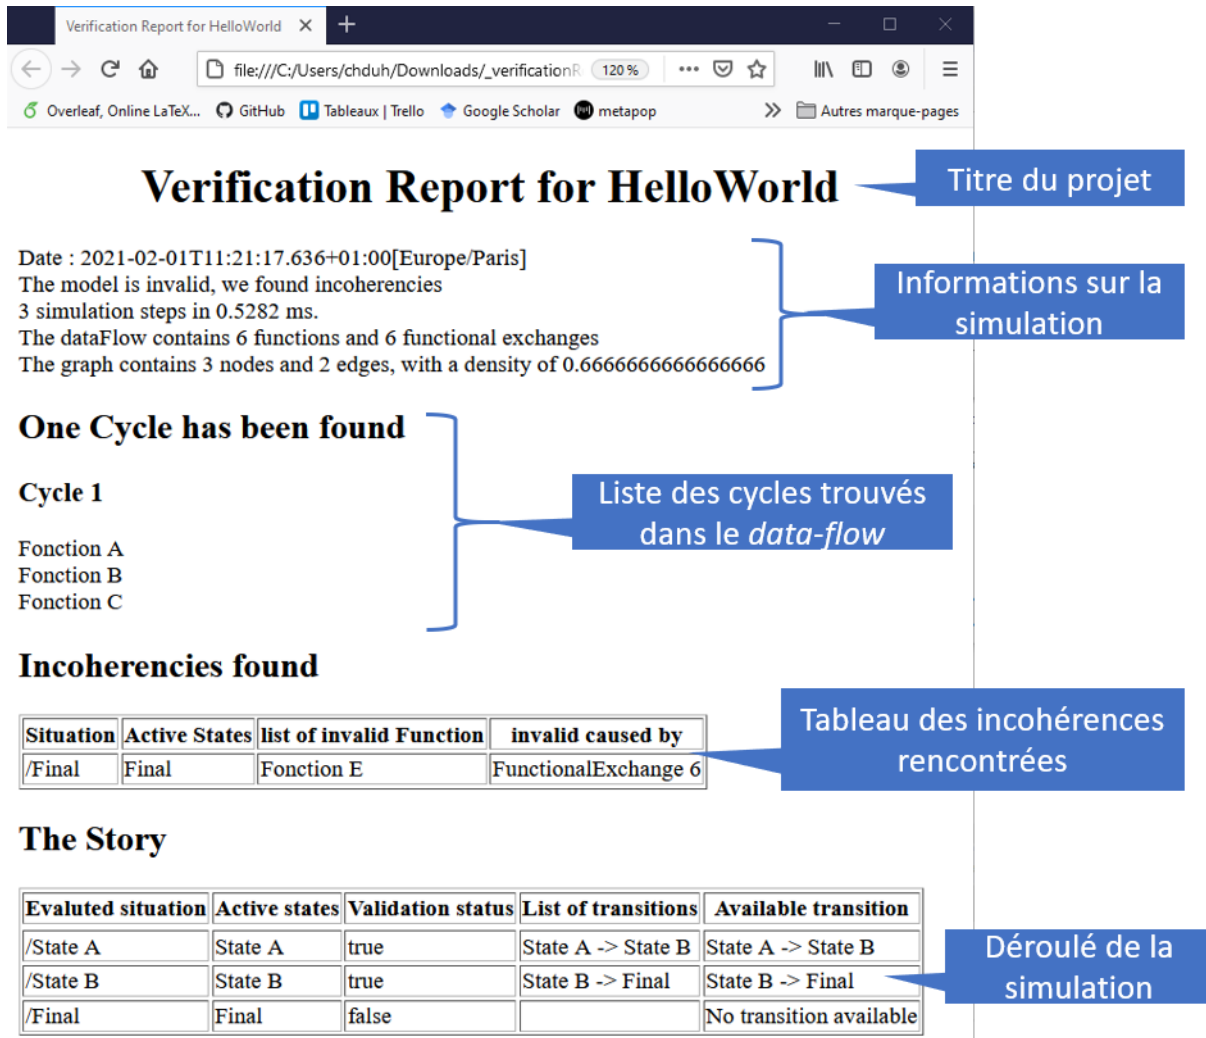 Verification Report for HelloWorld
file:///C:/Users/chduh/Downloads/_verificationR
120 %
Overleaf, Online LaTeX...
GitHub
Tableaux | Trello
Google Scholar
metapop
Autres marque-pages
Verification Report for HelloWorld
Titre du projet
Date : 2021-02-01T11:21:17.636+01:00[Europe/Paris]
The model is invalid, we found incoherencies
3 simulation steps in 0.5282 ms.
The dataFlow contains 6 functions and 6 functional exchanges
The graph contains 3 nodes and 2 edges, with a density of 0.6666666666666666
Informations sur la
simulation
One Cycle has been found
Cycle 1
Fonction A
Fonction B
Fonction C
Liste des cycles trouvés
dans le data-flow
Incoherencies found
Situation Active States list of invalid Function invalid caused by
/Final Final Fonction E FunctionalExchange 6
Tableau des incohérences
rencontrées
The Story
Evaluted situation Active states Validation status List of transitions Available transition
/State A State A true State A -> State B State A -> State B
/State B State B true State B -> Final State B -> Final
/Final Final false No transition available
Déroulé de la
simulation